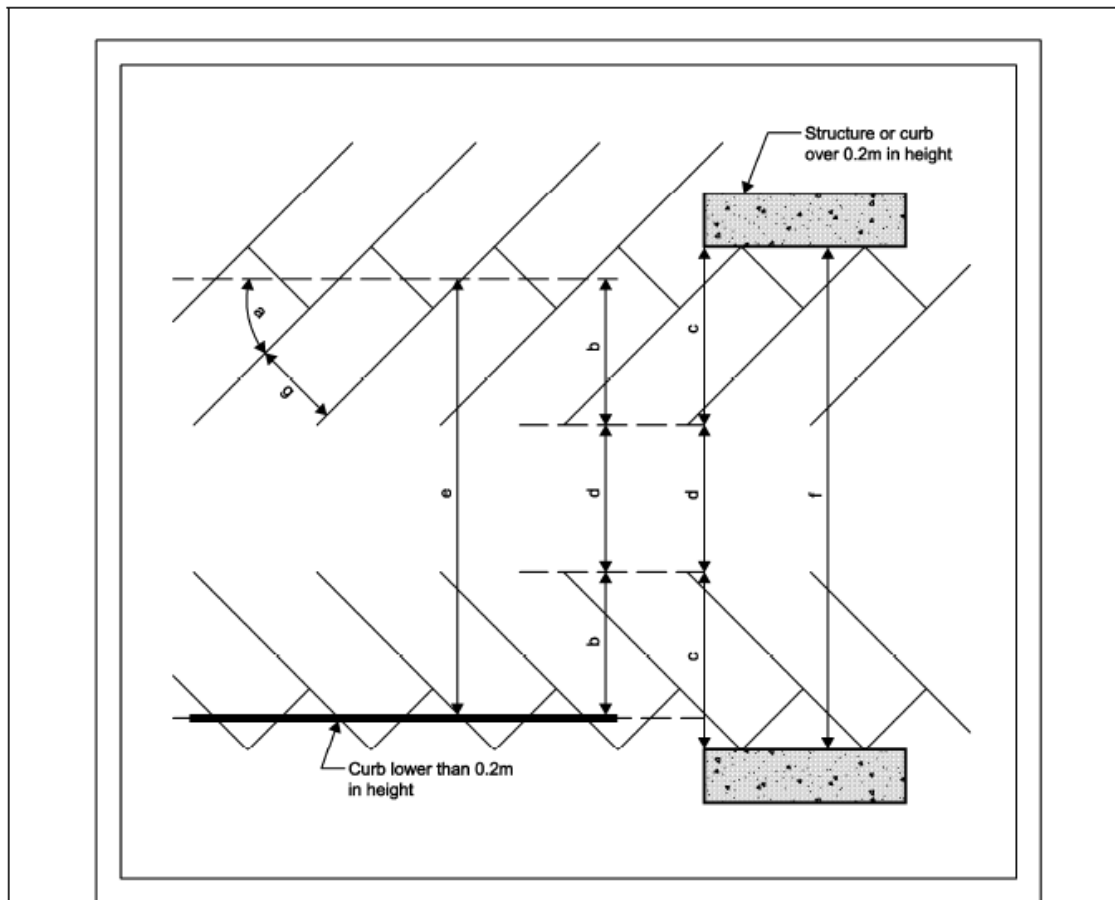 Structure or curb
over 0.2m in height
a
g
b
c
e
d
d
f
b
c
Curb lower than 0.2m
in height